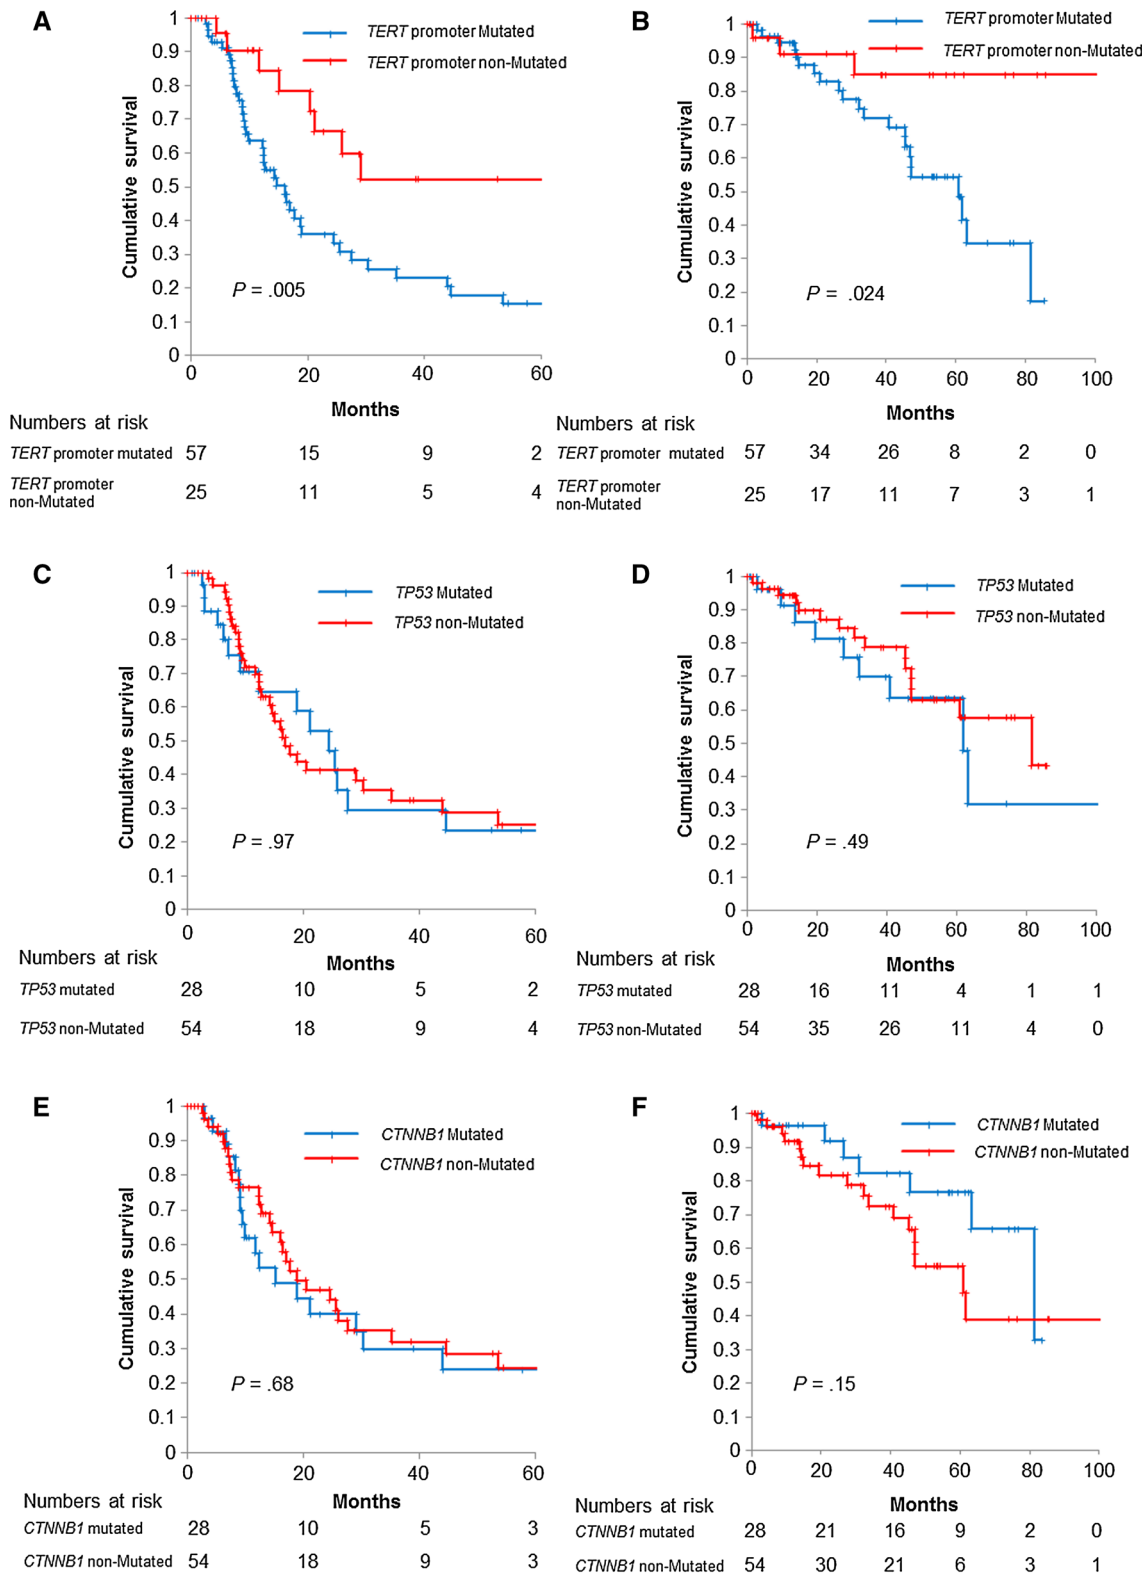 A
1
0.9
0.8
0.7
0.6
0.5
0.4
0.3
0.2
0.1
0
Cumulative survival
TERT promoter Mutated
TERT promoter non-Mutated
P = .005
0 20 40 60
Months
Numbers at risk
TERT promoter mutated 57 15 9 2
TERT promoter
non-Mutated 25 11 5 4
B
1
0.9
0.8
0.7
0.6
0.5
0.4
0.3
0.2
0.1
0
Cumulative survival
TERT promoter Mutated
TERT promoter non-Mutated
P = .024
0 20 40 60 80 100
Months
Numbers at risk
TERT promoter mutated 57 34 26 8 2 0
TERT promoter
non-Mutated 25 17 11 7 3 1
C
1
0.9
0.8
0.7
0.6
0.5
0.4
0.3
0.2
0.1
0
Cumulative survival
TP53 Mutated
TP53 non-Mutated
P = .97
0 20 40 60
Months
Numbers at risk
TP53 mutated 28 10 5 2
TP53 non-Mutated 54 18 9 4
D
1
0.9
0.8
0.7
0.6
0.5
0.4
0.3
0.2
0.1
0
Cumulative survival
TP53 Mutated
TP53 non-Mutated
P = .49
0 20 40 60 80 100
Months
Numbers at risk
TP53 mutated 28 16 11 4 1 1
TP53 non-Mutated 54 35 26 11 4 0
E
1
0.9
0.8
0.7
0.6
0.5
0.4
0.3
0.2
0.1
0
Cumulative survival
CTNNB1 Mutated
CTNNB1 non-Mutated
P = .68
0 20 40 60
Months
Numbers at risk
CTNNB1 mutated 28 10 5 3
CTNNB1 non-Mutated 54 18 9 3
F
1
0.9
0.8
0.7
0.6
0.5
0.4
0.3
0.2
0.1
0
Cumulative survival
CTNNB1 Mutated
CTNNB1 non-Mutated
P = .15
0 20 40 60 80 100
Months
Numbers at risk
CTNNB1 mutated 28 21 16 9 2 0
CTNNB1 non-Mutated 54 30 21 6 3 1